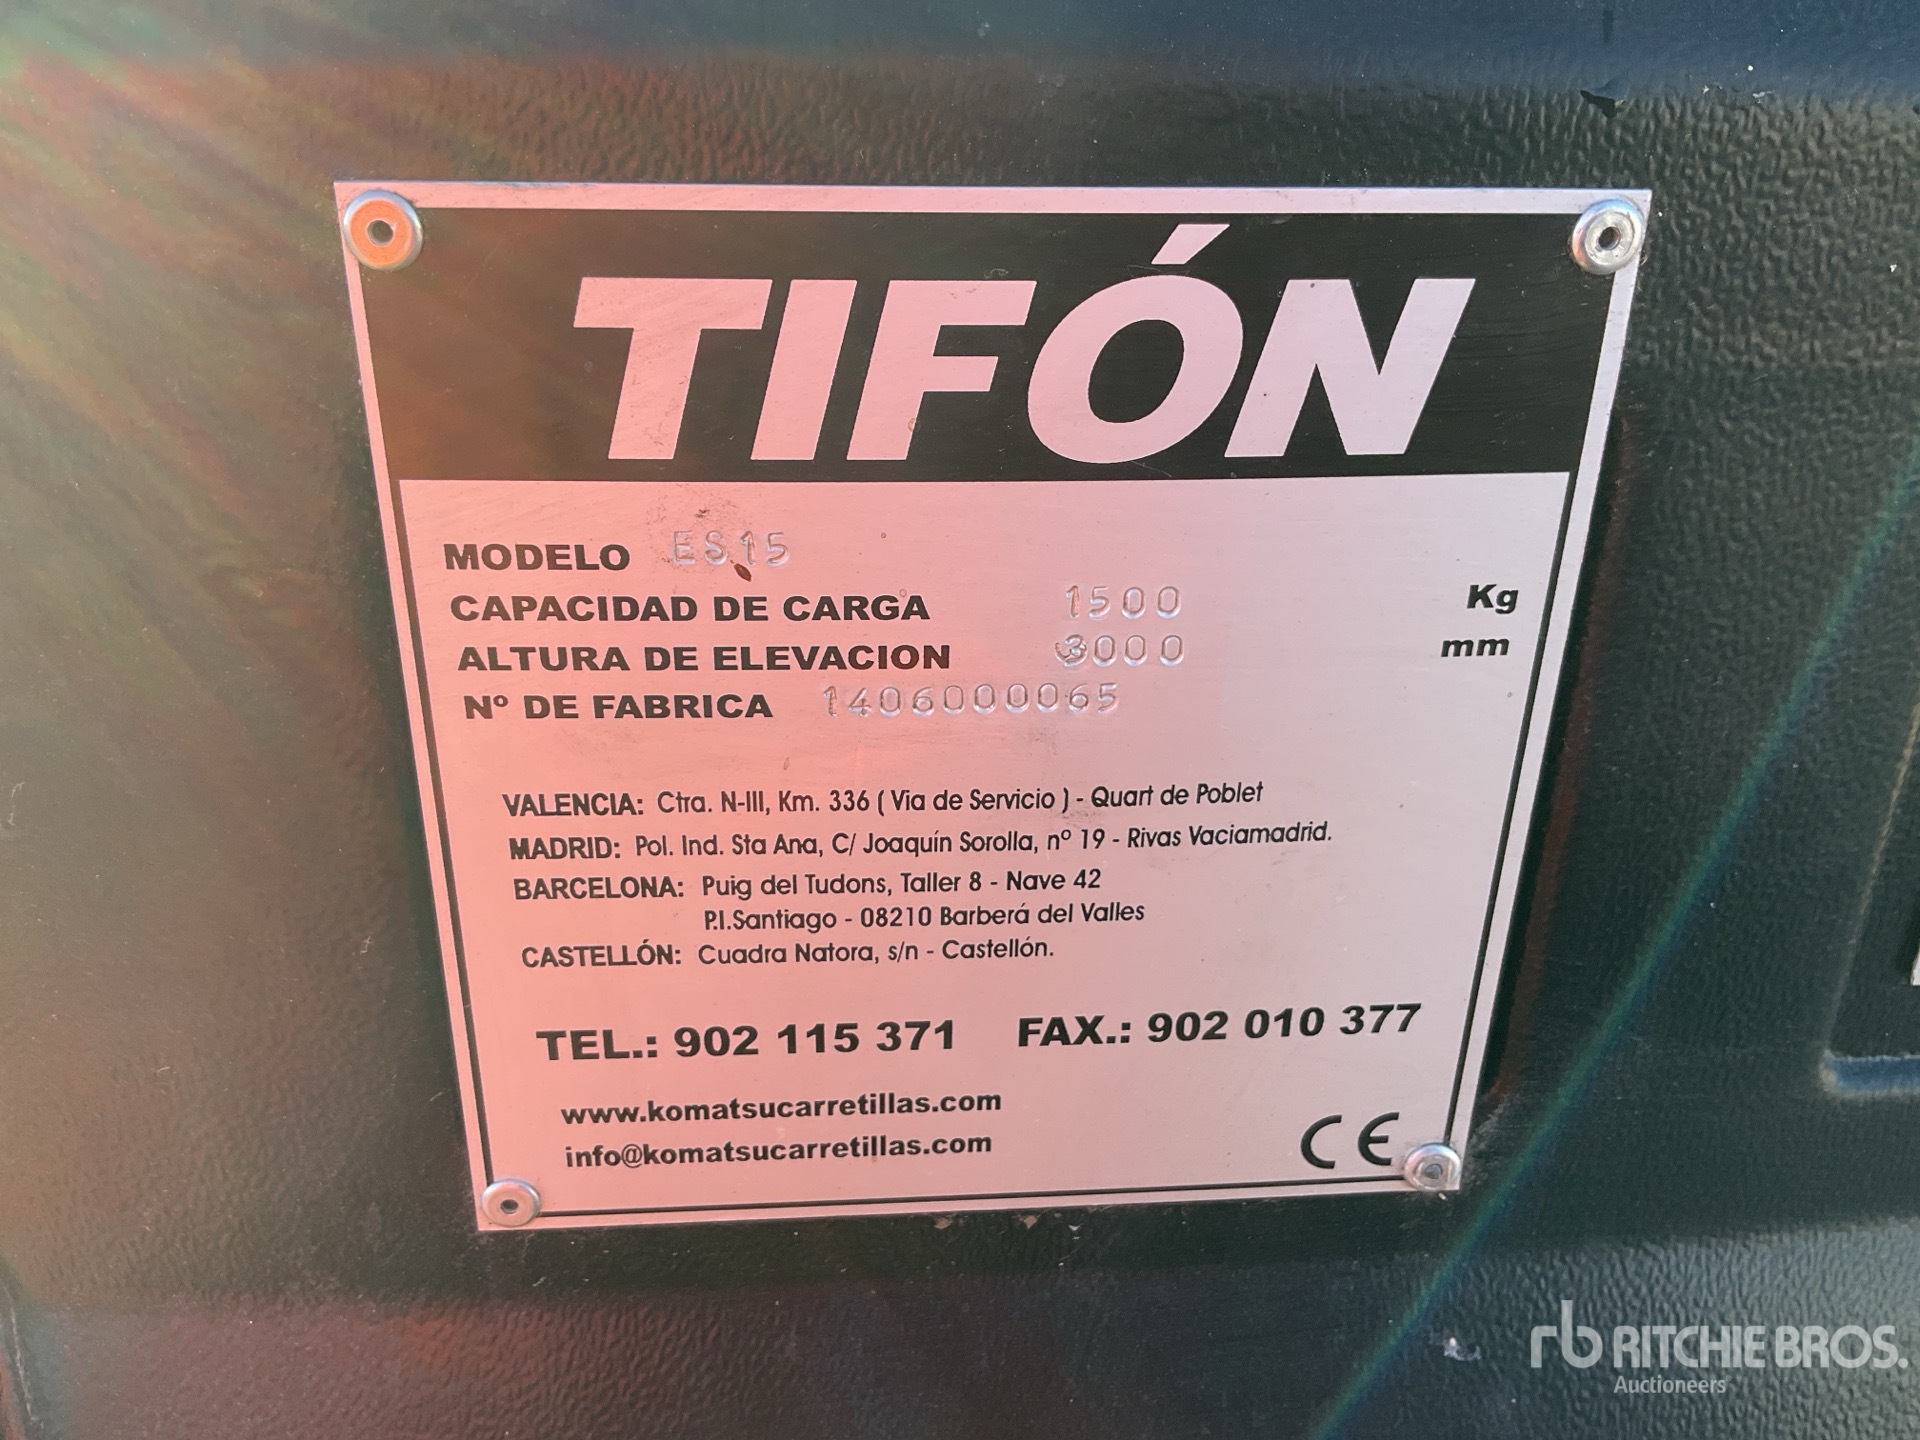 TIFÓN
MODELO ES15
CAPACIDAD DE CARGA 1500 Kg
ALTURA DE ELEVACION 3000 mm
Nº DE FABRICA 1406000065
VALENCIA: Ctra. N-III, Km. 336 ( Via de Servicio ) - Quart de Poblet
MADRID: Pol. Ind. Sta Ana, C/ Joaquín Sorolla, nº 19 - Rivas Vaciamadrid.
BARCELONA: Puig del Tudons, Taller 8 - Nave 42
P.I.Santiago - 08210 Barberá del Valles
CASTELLÓN: Cuadra Natora, s/n - Castellón.
TEL.: 902 115 371 FAX.: 902 010 377
www.komatsucarretillas.com
info@komatsucarretillas.com
CE
rb RITCHIE BROS.
Auctioneers